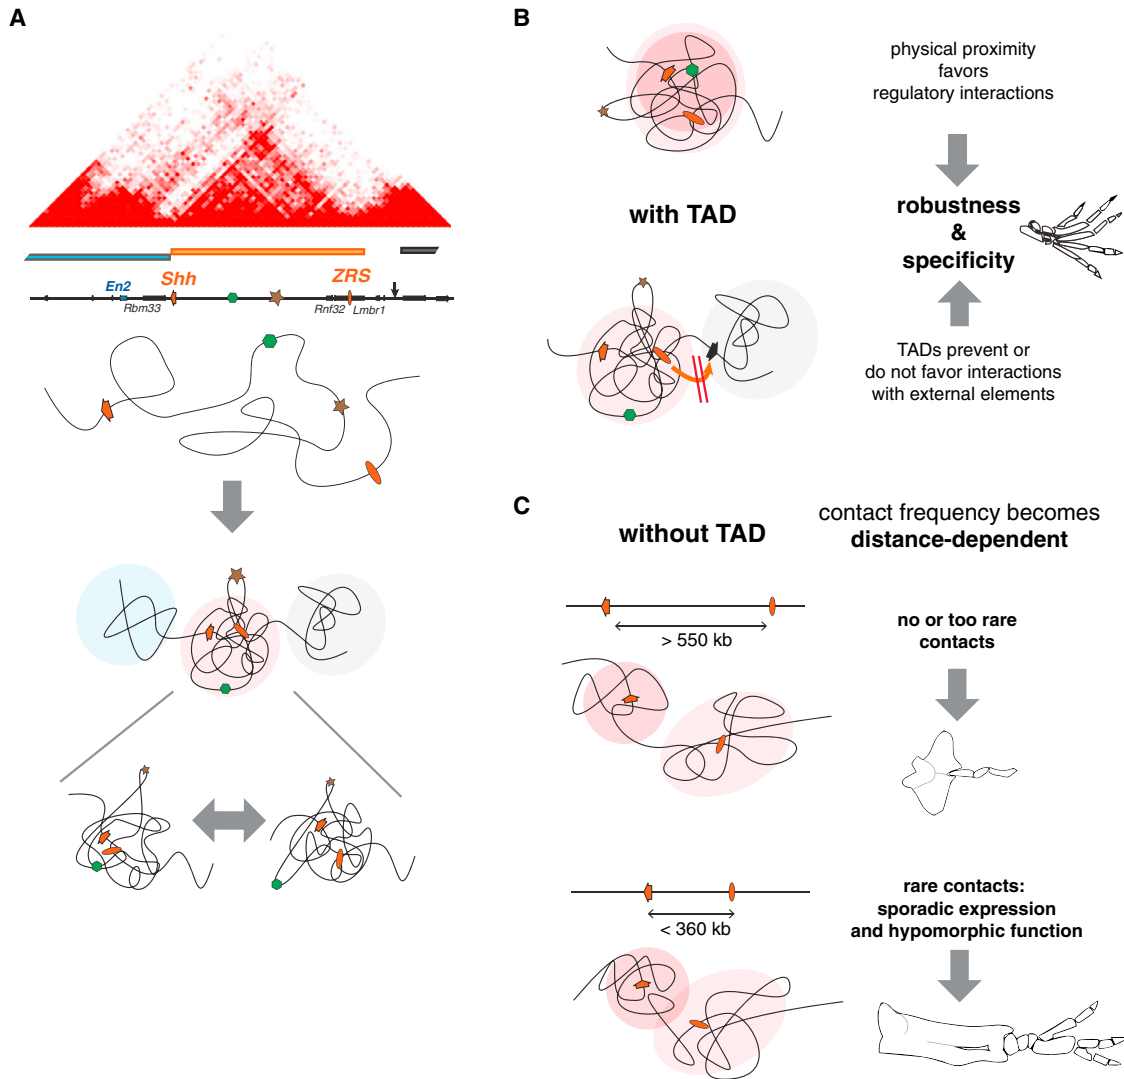 A
En2
Shh
ZRS
Rbm33
Rnf32
Lmbr1
B
physical proximity
favors
regulatory interactions
with TAD
robustness
&
specificity
TADs prevent or
do not favor interactions
with external elements
C
without TAD
contact frequency becomes
distance-dependent
> 550 kb
no or too rare
contacts
< 360 kb
rare contacts:
sporadic expression
and hypomorphic function